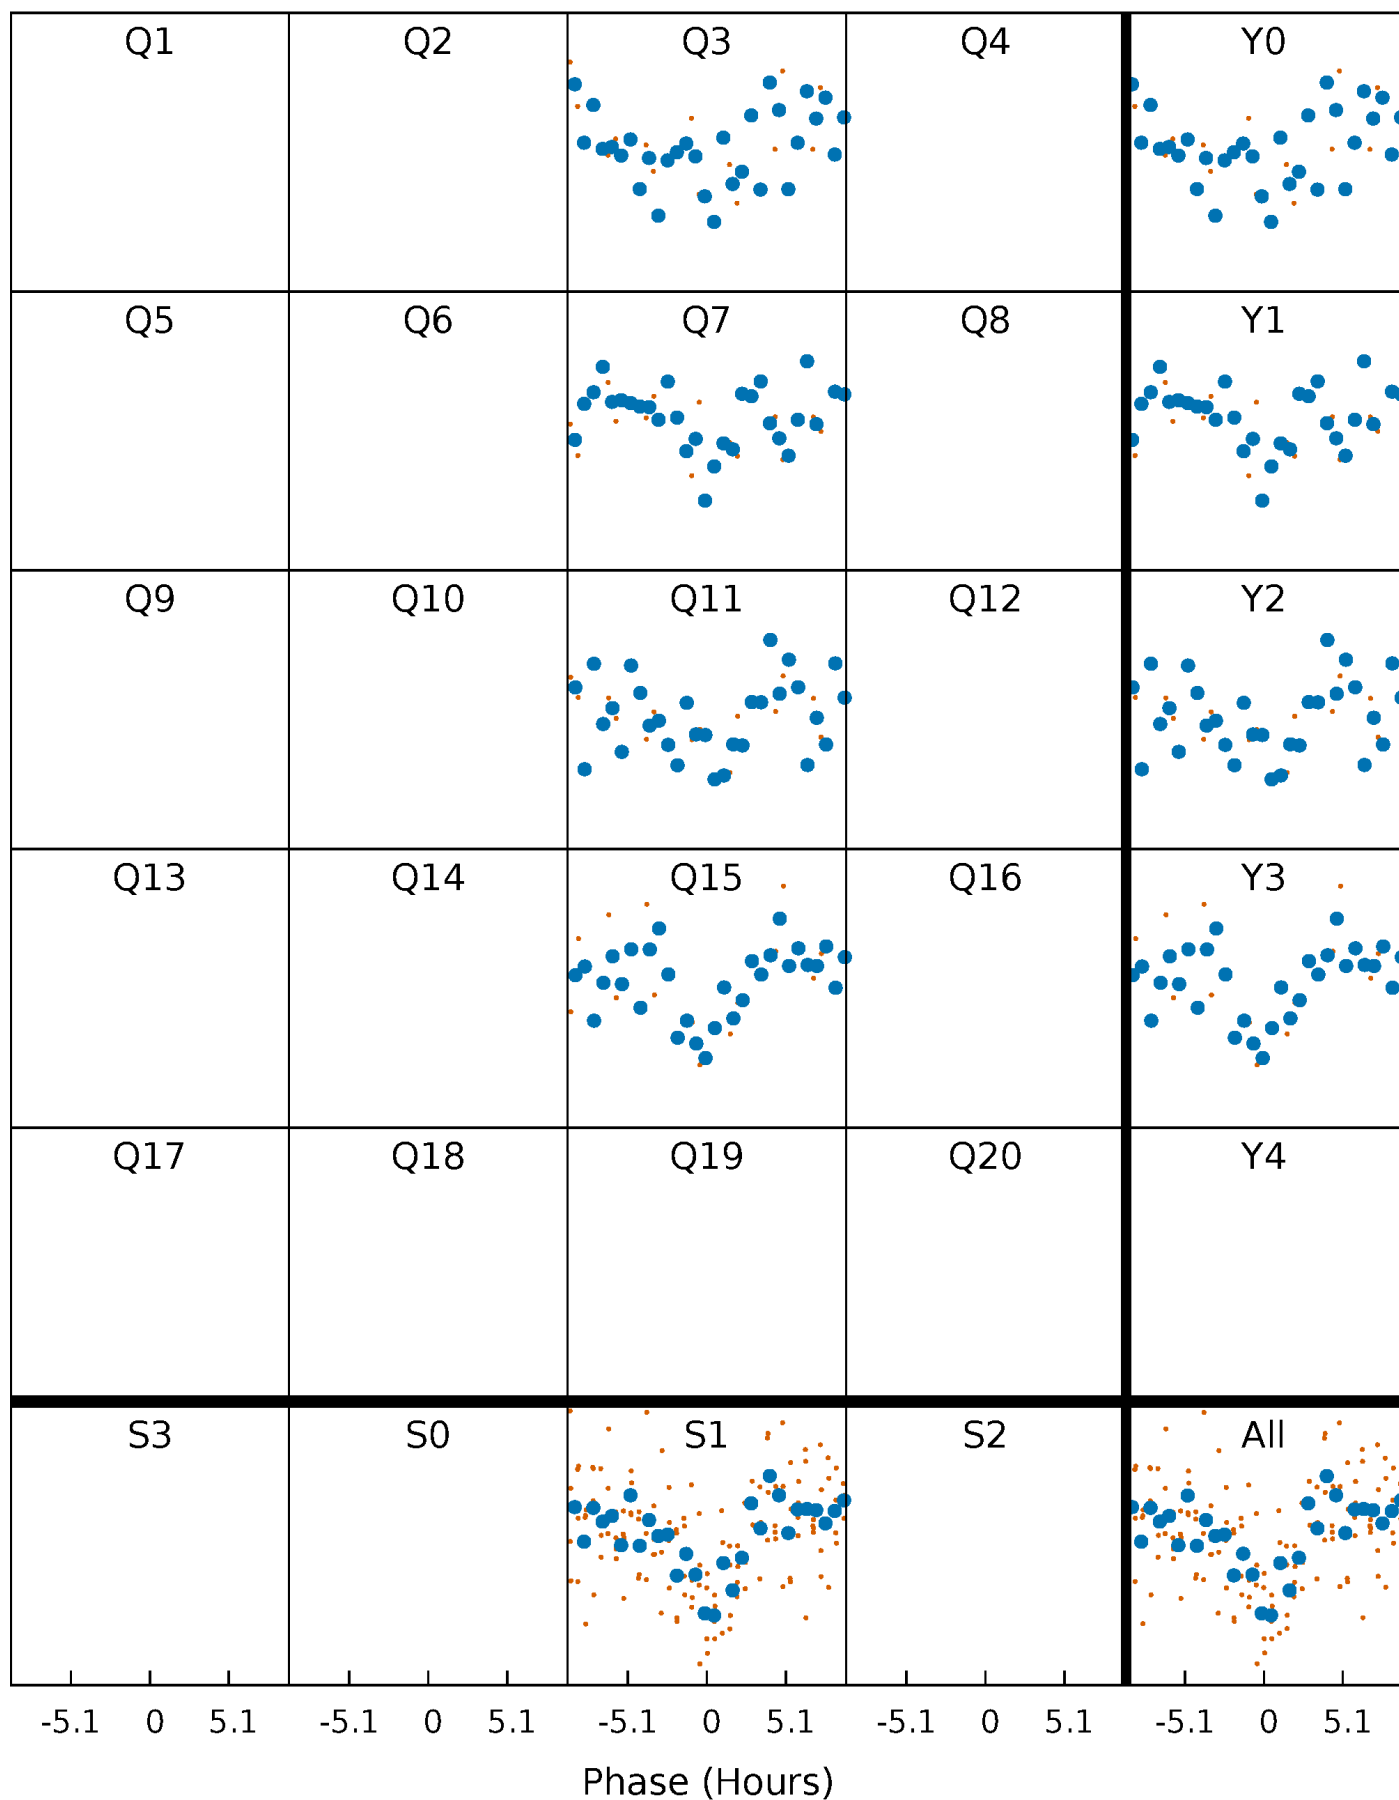 Q1 Q2 Q3 Q4 Y0
Q5 Q6 Q7 Q8 Y1
Q9 Q10 Q11 Q12 Y2
Q13 Q14 Q15 Q16 Y3
Q17 Q18 Q19 Q20 Y4
S3 S0 S1 S2 All
-5.1 0 5.1 -5.1 0 5.1 -5.1 0 5.1 -5.1 0 5.1 -5.1 0 5.1
Phase (Hours)